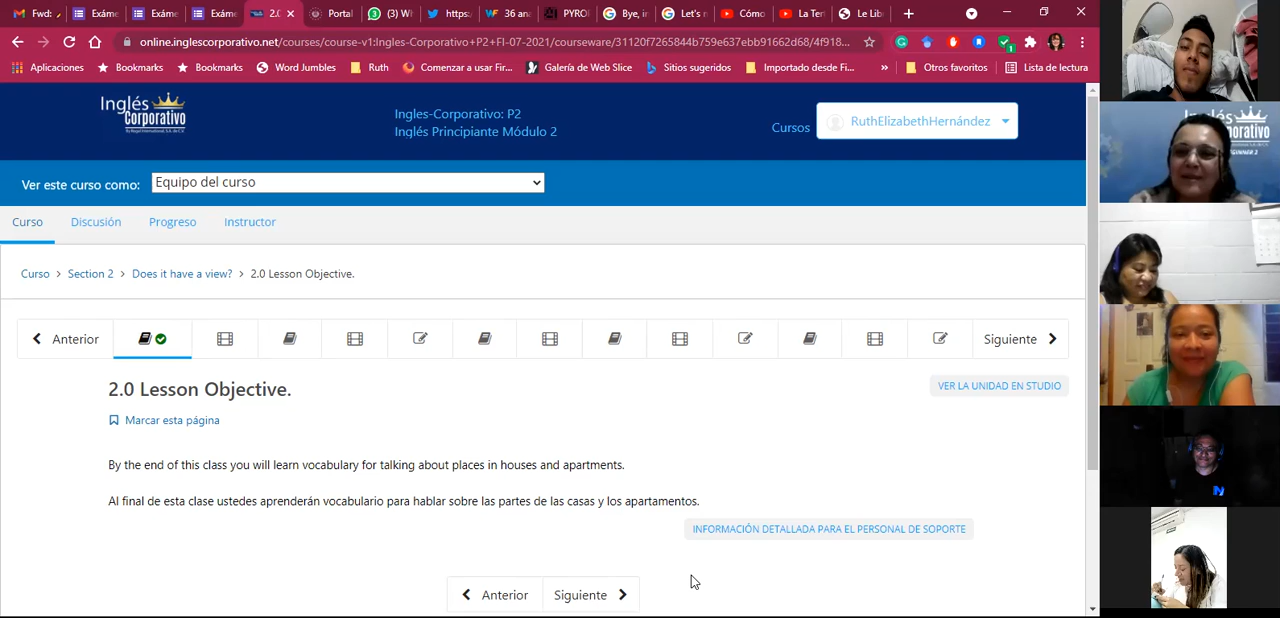 Fwd:
Exáme
Exáme
Exáme
2.0
Portal
(3) Wh
https:
36 ana
PYROI
Bye, in
Let's n
Cómo
La Ter
Le Lib
online.inglescorporativo.net/courses/course-v1:Ingles-Corporativo+P2+FI-07-2021/courseware/31120f7265844b759e637ebb91662d68/4f918...
Aplicaciones
Bookmarks
Bookmarks
Word Jumbles
Ruth
Comenzar a usar Fi...
Galería de Web Slice
Sitios sugeridos
Importado desde Fi...
»
Otros favoritos
Lista de lectura
Inglés
Corporativo
Ingles-Corporativo: P2
Inglés Principiante Módulo 2
Cursos
RuthElizabethHernández
Ver este curso como:
Equipo del curso
Curso
Discusión
Progreso
Instructor
Curso > Section 2 > Does it have a view? > 2.0 Lesson Objective.
Anterior
Siguiente
2.0 Lesson Objective.
VER LA UNIDAD EN STUDIO
Marcar esta página
By the end of this class you will learn vocabulary for talking about places in houses and apartments.
Al final de esta clase ustedes aprenderán vocabulario para hablar sobre las partes de las casas y los apartamentos.
INFORMACIÓN DETALLADA PARA EL PERSONAL DE SOPORTE
Anterior
Siguiente